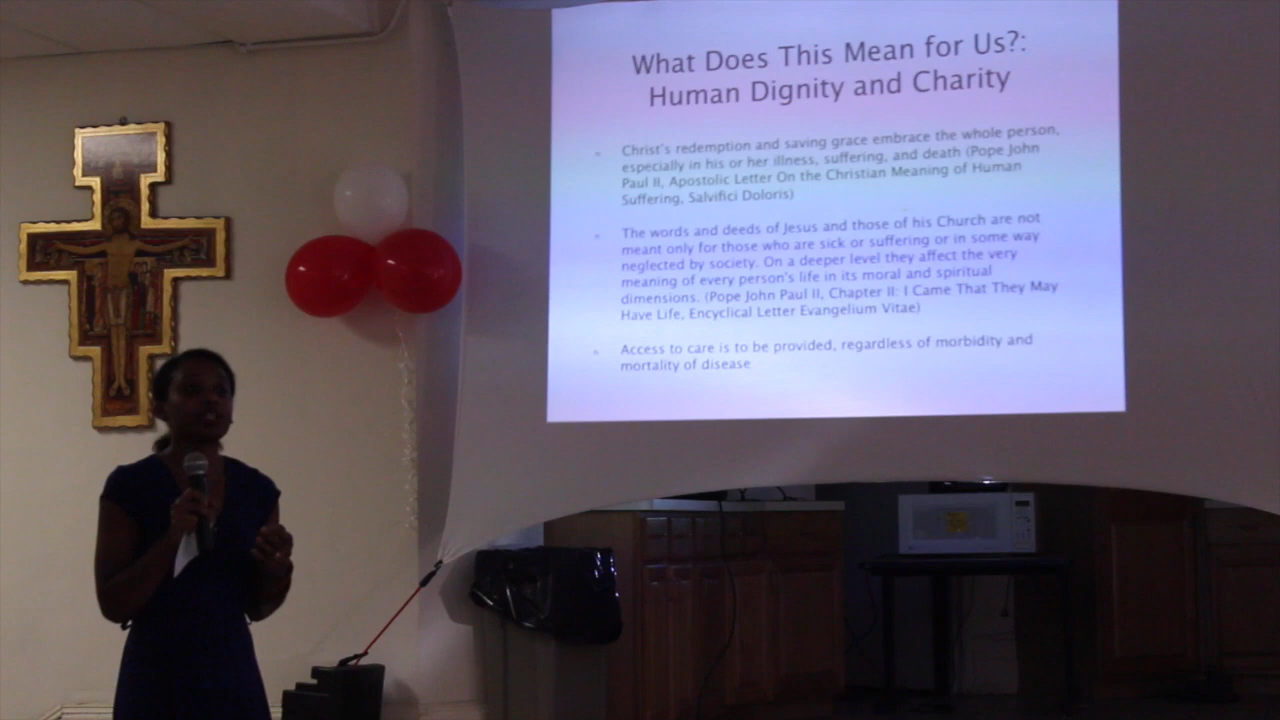 What Does This Mean for Us?:
Human Dignity and Charity
Christ's redemption and saving grace embrace the whole person,
especially in his or her illness, suffering, and death (Pope John
Paul II, Apostolic Letter On the Christian Meaning of Human
Suffering, Salvifici Doloris)
The words and deeds of Jesus and those of his Church are not
meant only for those who are sick or suffering or in some way
neglected by society. On a deeper level they affect the very
meaning of every person's life in its moral and spiritual
dimensions. (Pope John Paul II, Chapter II: I Came That They May
Have Life, Encyclical Letter Evangelium Vitae)
Access to care is to be provided, regardless of morbidity and
mortality of disease